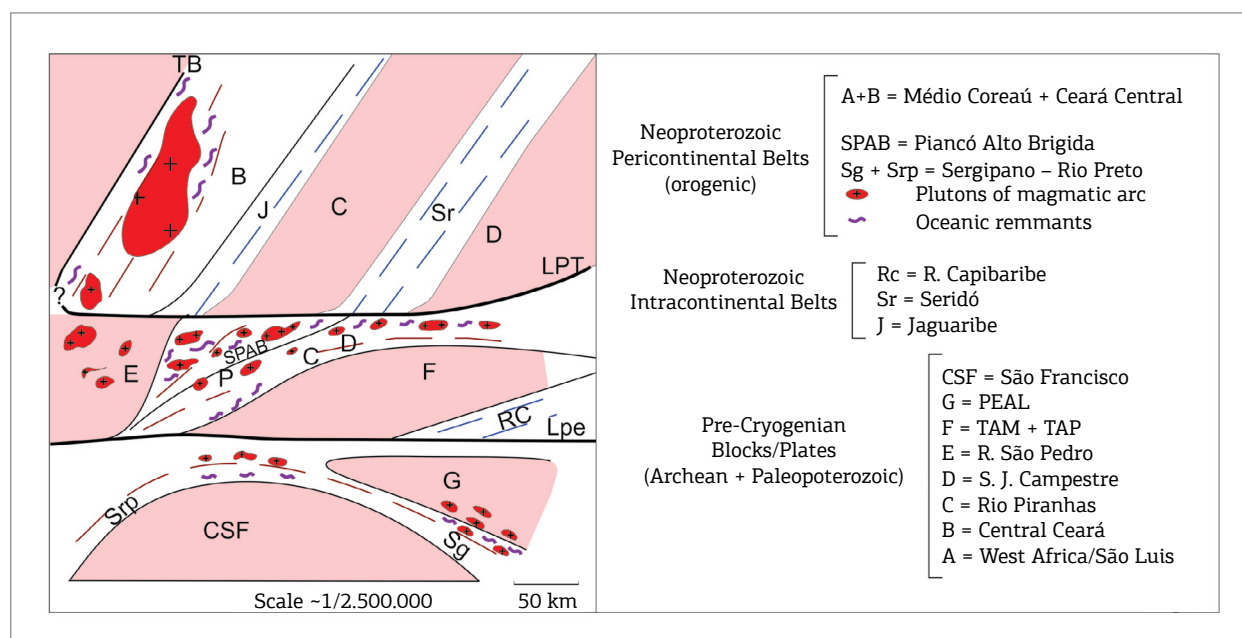 TB
B
J
C
Sr
D
LPT
?
SPAB
D
C
P
E
F
RC
Lpe
G
Srp
CSF
Sg
Scale ~1/2.500.000
50 km
Neoproterozoic
Pericontinental Belts
(orogenic)
A+B = Médio Coreaú + Ceará Central
SPAB = Piancó Alto Brigida
Sg + Srp = Sergipano – Rio Preto
Plutons of magmatic arc
Oceanic remmants
Neoproterozoic
Intracontinental Belts
Rc = R. Capibaribe
Sr = Seridó
J = Jaguaribe
Pre-Cryogenian
Blocks/Plates
(Archean + Paleopoterozoic)
CSF = São Francisco
G = PEAL
F = TAM + TAP
E = R. São Pedro
D = S. J. Campestre
C = Rio Piranhas
B = Central Ceará
A = West Africa/São Luis